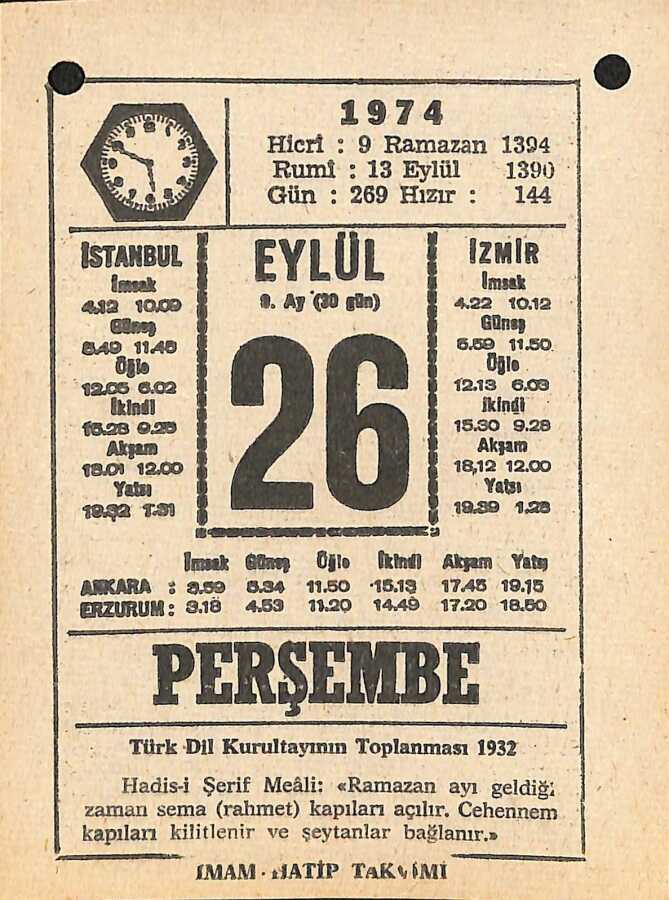 1974
Hicrî : 9 Ramazan 1394
Rumî : 13 Eylül 1390
Gün : 269 Hızır : 144
İSTANBUL
İmsak
4.12 10.09
Güneş
5.49 11.48
Öğle
12.05 6.02
İkindi
15.28 9.25
Akşam
18.01 12.00
Yatsı
19.32 1.31
EYLÜL
9. Ay (30 gün)
26
İZMİR
İmsak
4.22 10.12
Güneş
5.59 11.50
Öğle
12.13 6.03
İkindi
15.30 9.28
Akşam
18,12 12.00
Yatsı
19.39 1.28
İmsak Güneş Öğle İkindi Akşam Yatsı
ANKARA : 3.59 5.34 11.50 15.13 17.45 19.15
ERZURUM : 3.18 4.53 11.20 14.49 17.20 18.50
PERŞEMBE
Türk Dil Kurultayının Toplanması 1932
Hadis-i Şerif Meâli: «Ramazan ayı geldiği
zaman sema (rahmet) kapıları açılır. Cehennem
kapıları kilitlenir ve şeytanlar bağlanır.»
İMAM - HATİP TAKVİMİ